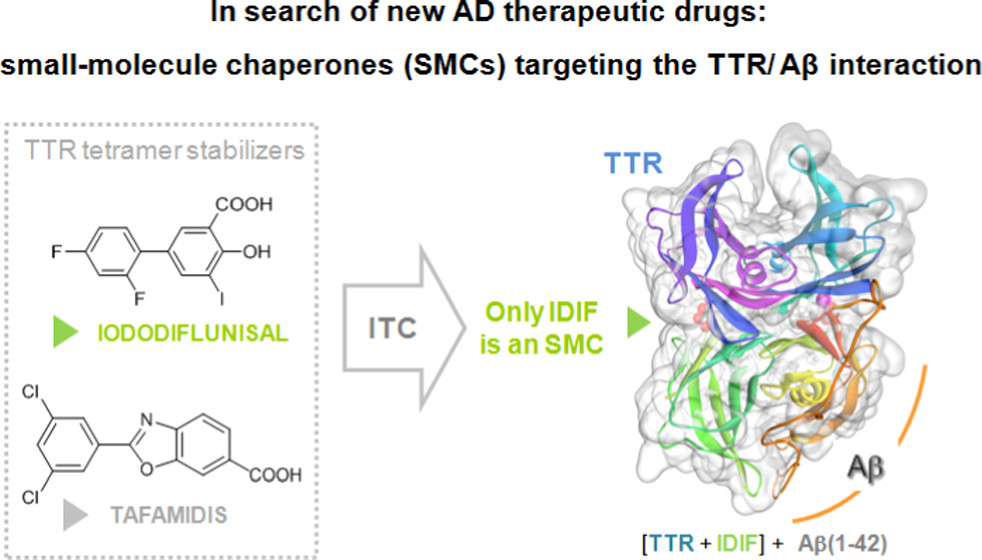 In search of new AD therapeutic drugs:
small-molecule chaperones (SMCs) targeting the TTR/Aβ interaction
TTR tetramer stabilizers
COOH
OH
F
F
I
IODODIFLUNISAL
Cl
N
O
COOH
Cl
TAFAMIDIS
ITC
Only IDIF
is an SMC
TTR
Aβ
[TTR + IDIF] + Aβ(1-42)